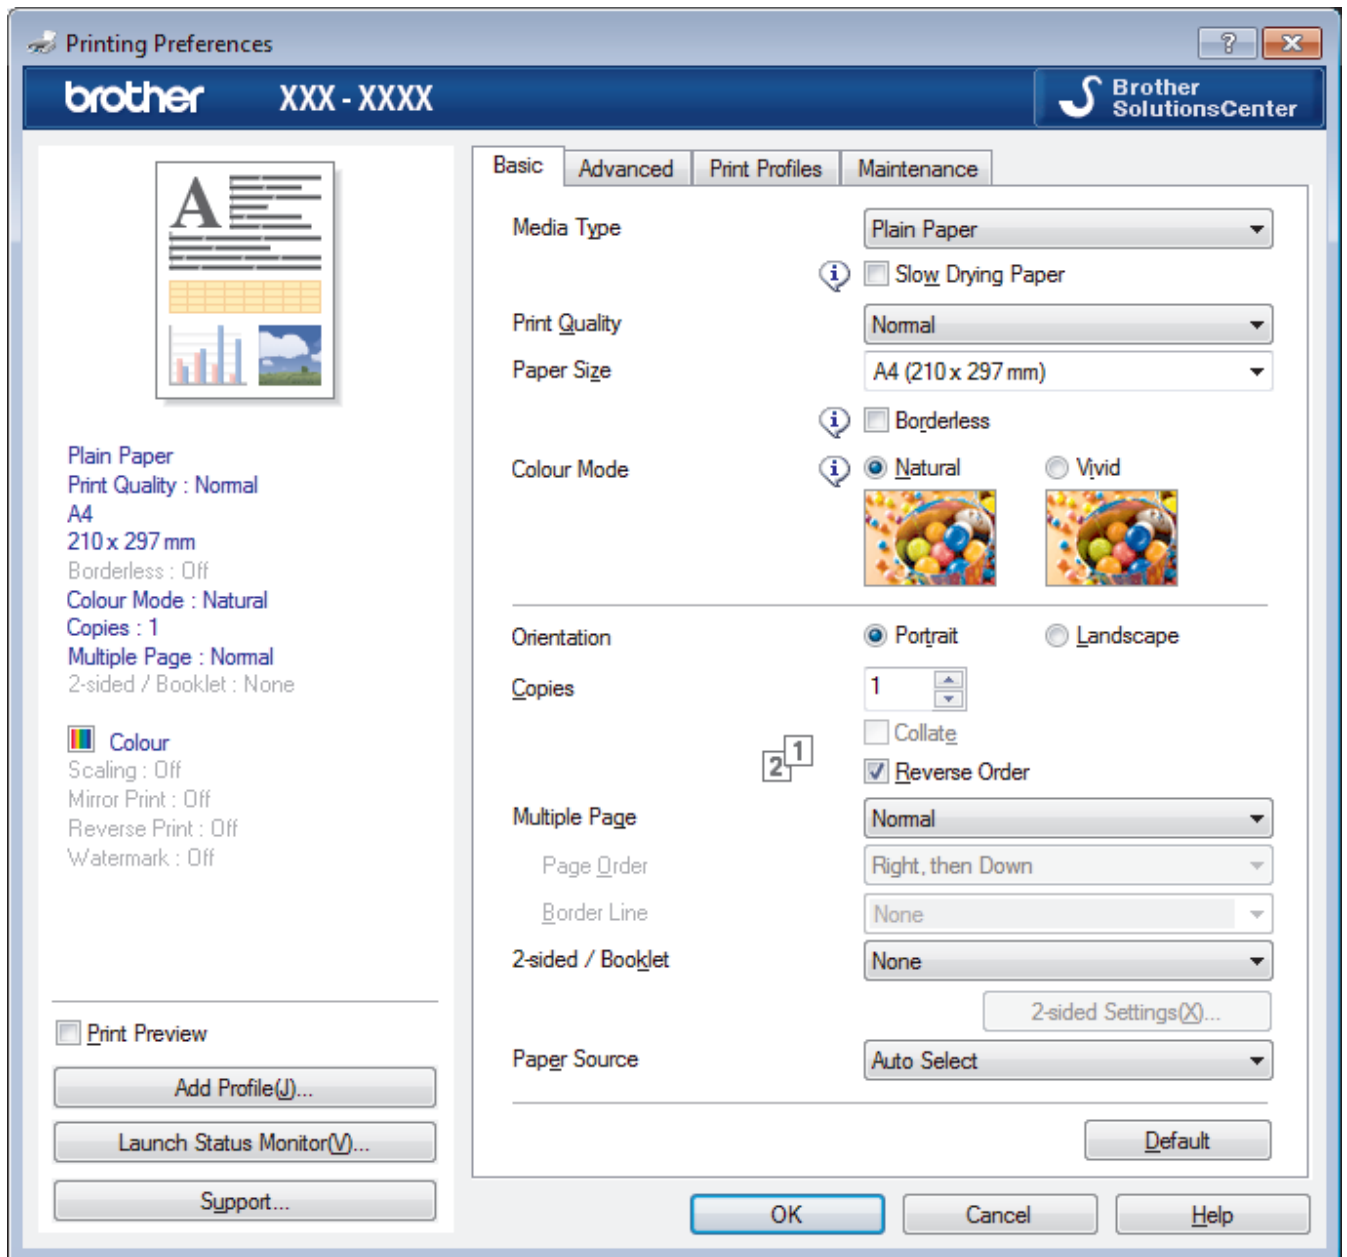 Printing Preferences
brother XXX - XXXX
Brother
SolutionsCenter
A
Plain Paper
Print Quality : Normal
A4
210 x 297 mm
Borderless : Off
Colour Mode : Natural
Copies : 1
Multiple Page : Normal
2-sided / Booklet : None
Colour
Scaling : Off
Mirror Print : Off
Reverse Print : Off
Watermark : Off
Print Preview
Add Profile(J)...
Launch Status Monitor(V)...
Support...
Basic Advanced Print Profiles Maintenance
Media Type Plain Paper
i Slow Drying Paper
Print Quality Normal
Paper Size A4 (210 x 297 mm)
i Borderless
Colour Mode i Natural Vivid
Orientation Portrait Landscape
Copies 1
Collate
2 1 Reverse Order
Multiple Page Normal
Page Order Right, then Down
Border Line None
2-sided / Booklet None
2-sided Settings(X)...
Paper Source Auto Select
Default
OK Cancel Help